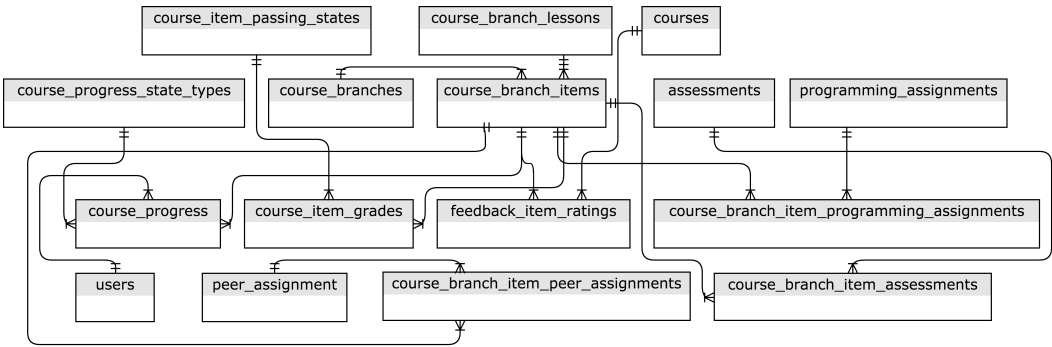 course_item_passing_states
course_branch_lessons
courses
course_progress_state_types
course_branches
course_branch_items
assessments
programming_assignments
course_progress
course_item_grades
feedback_item_ratings
course_branch_item_programming_assignments
users
peer_assignment
course_branch_item_peer_assignments
course_branch_item_assessments